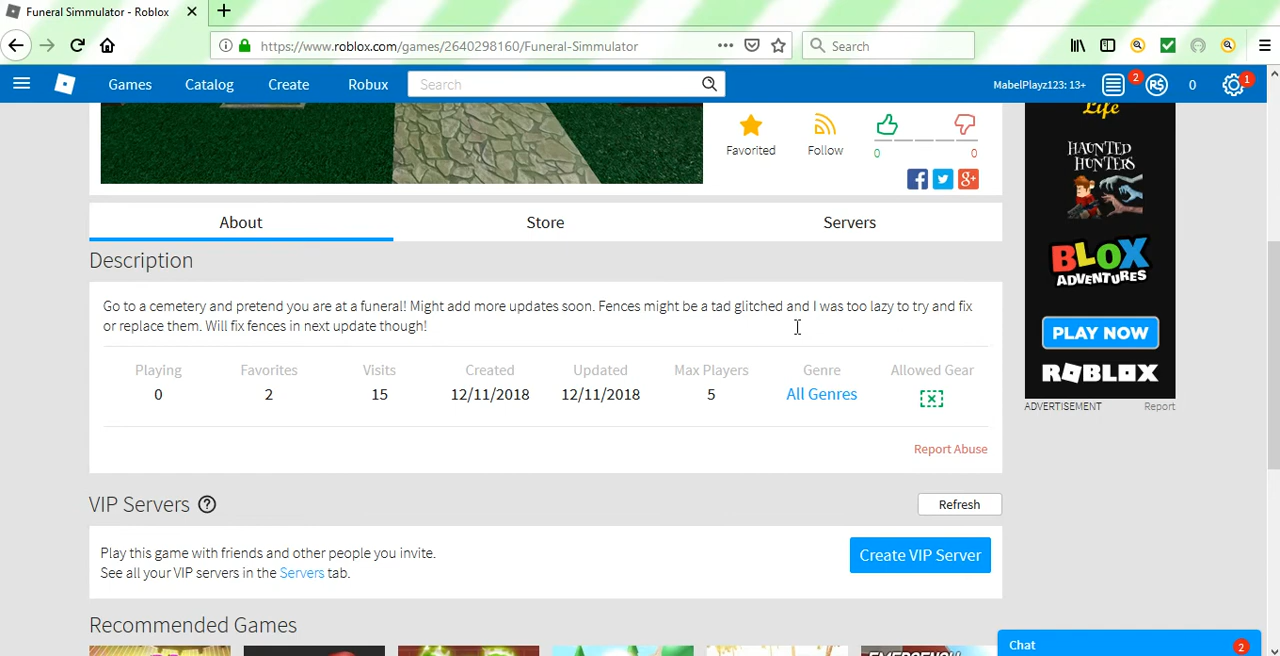 Funeral Simmulator - Roblox
https://www.roblox.com/games/2640298160/Funeral-Simmulator
Search
Games Catalog Create Robux Search MabelPlayz123: 13+ 2 0 1
Favorited Follow 0 0
Life
HAUNTED
HUNTERS
BLOX
ADVENTURES
PLAY NOW
ROBLOX
ADVERTISEMENT Report
About Store Servers
Description
Go to a cemetery and pretend you are at a funeral! Might add more updates soon. Fences might be a tad glitched and I was too lazy to try and fix
or replace them. Will fix fences in next update though!
Playing Favorites Visits Created Updated Max Players Genre Allowed Gear
0 2 15 12/11/2018 12/11/2018 5 All Genres
Report Abuse
VIP Servers Refresh
Play this game with friends and other people you invite.
See all your VIP servers in the Servers tab.
Create VIP Server
Recommended Games
EMERGENCY
Chat 2